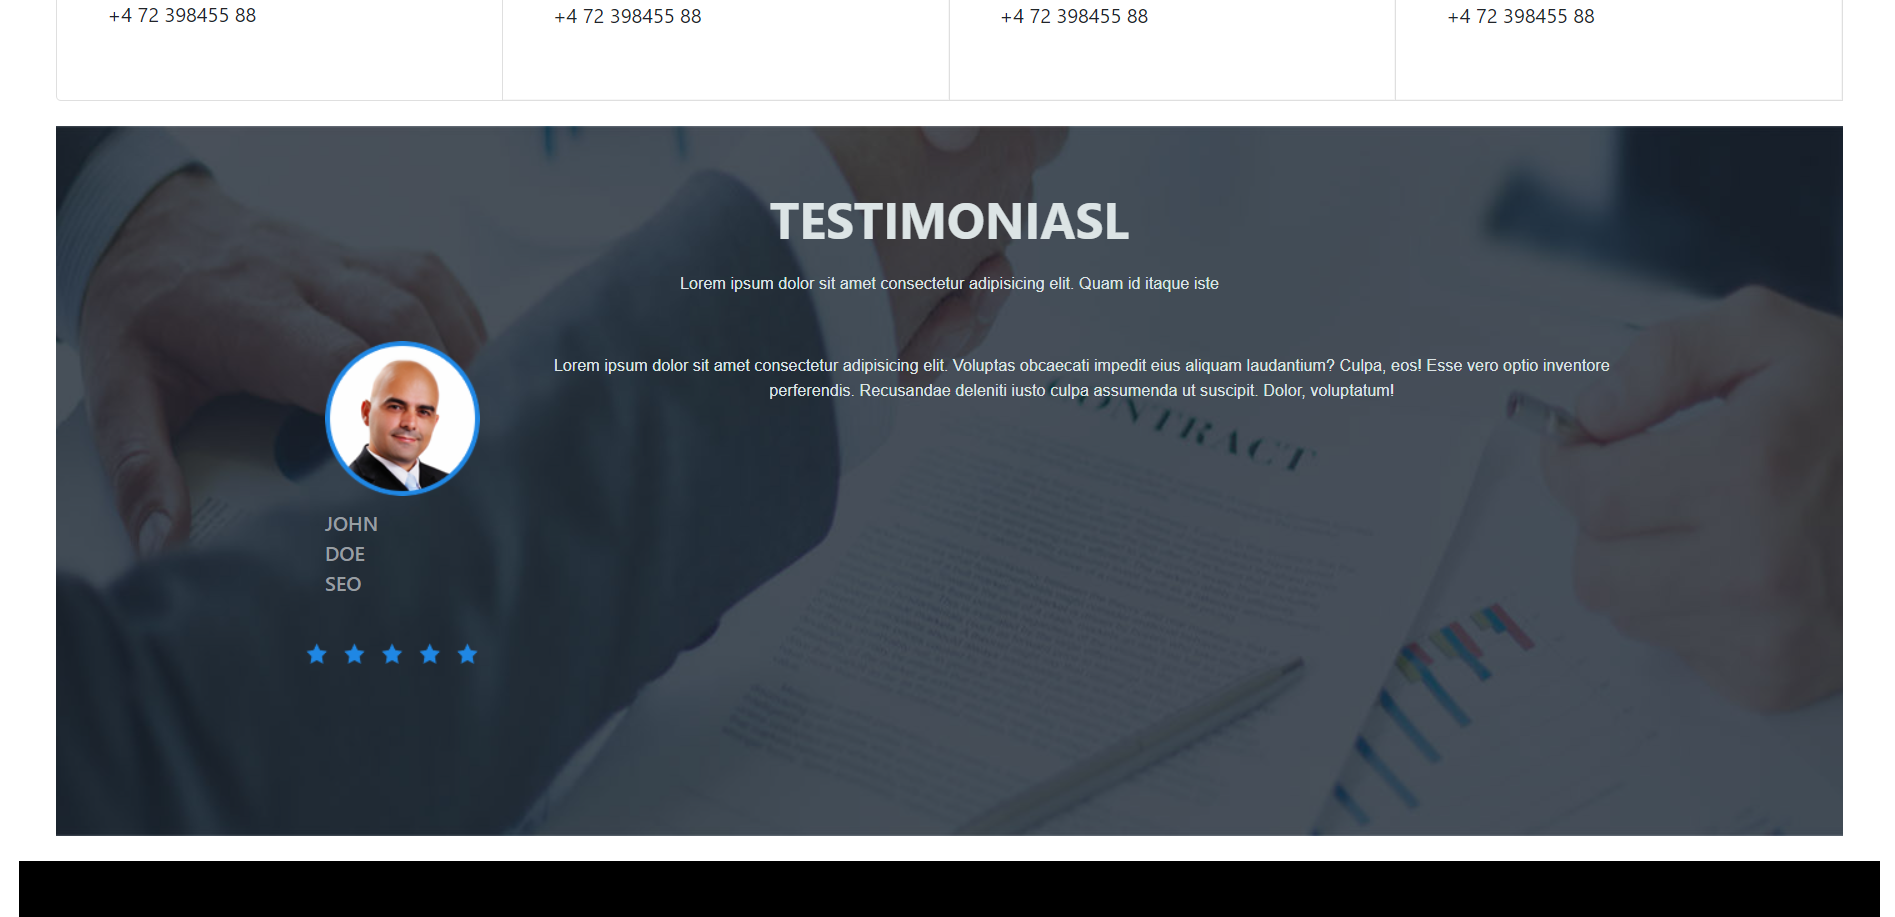 +4 72 398455 88
+4 72 398455 88
+4 72 398455 88
+4 72 398455 88
TESTIMONIASL
Lorem ipsum dolor sit amet consectetur adipisicing elit. Quam id itaque iste
Lorem ipsum dolor sit amet consectetur adipisicing elit. Voluptas obcaecati impedit eius aliquam laudantium? Culpa, eos! Esse vero optio inventore
perferendis. Recusandae deleniti iusto culpa assumenda ut suscipit. Dolor, voluptatum!
CONTRACT
JOHN
DOE
SEO